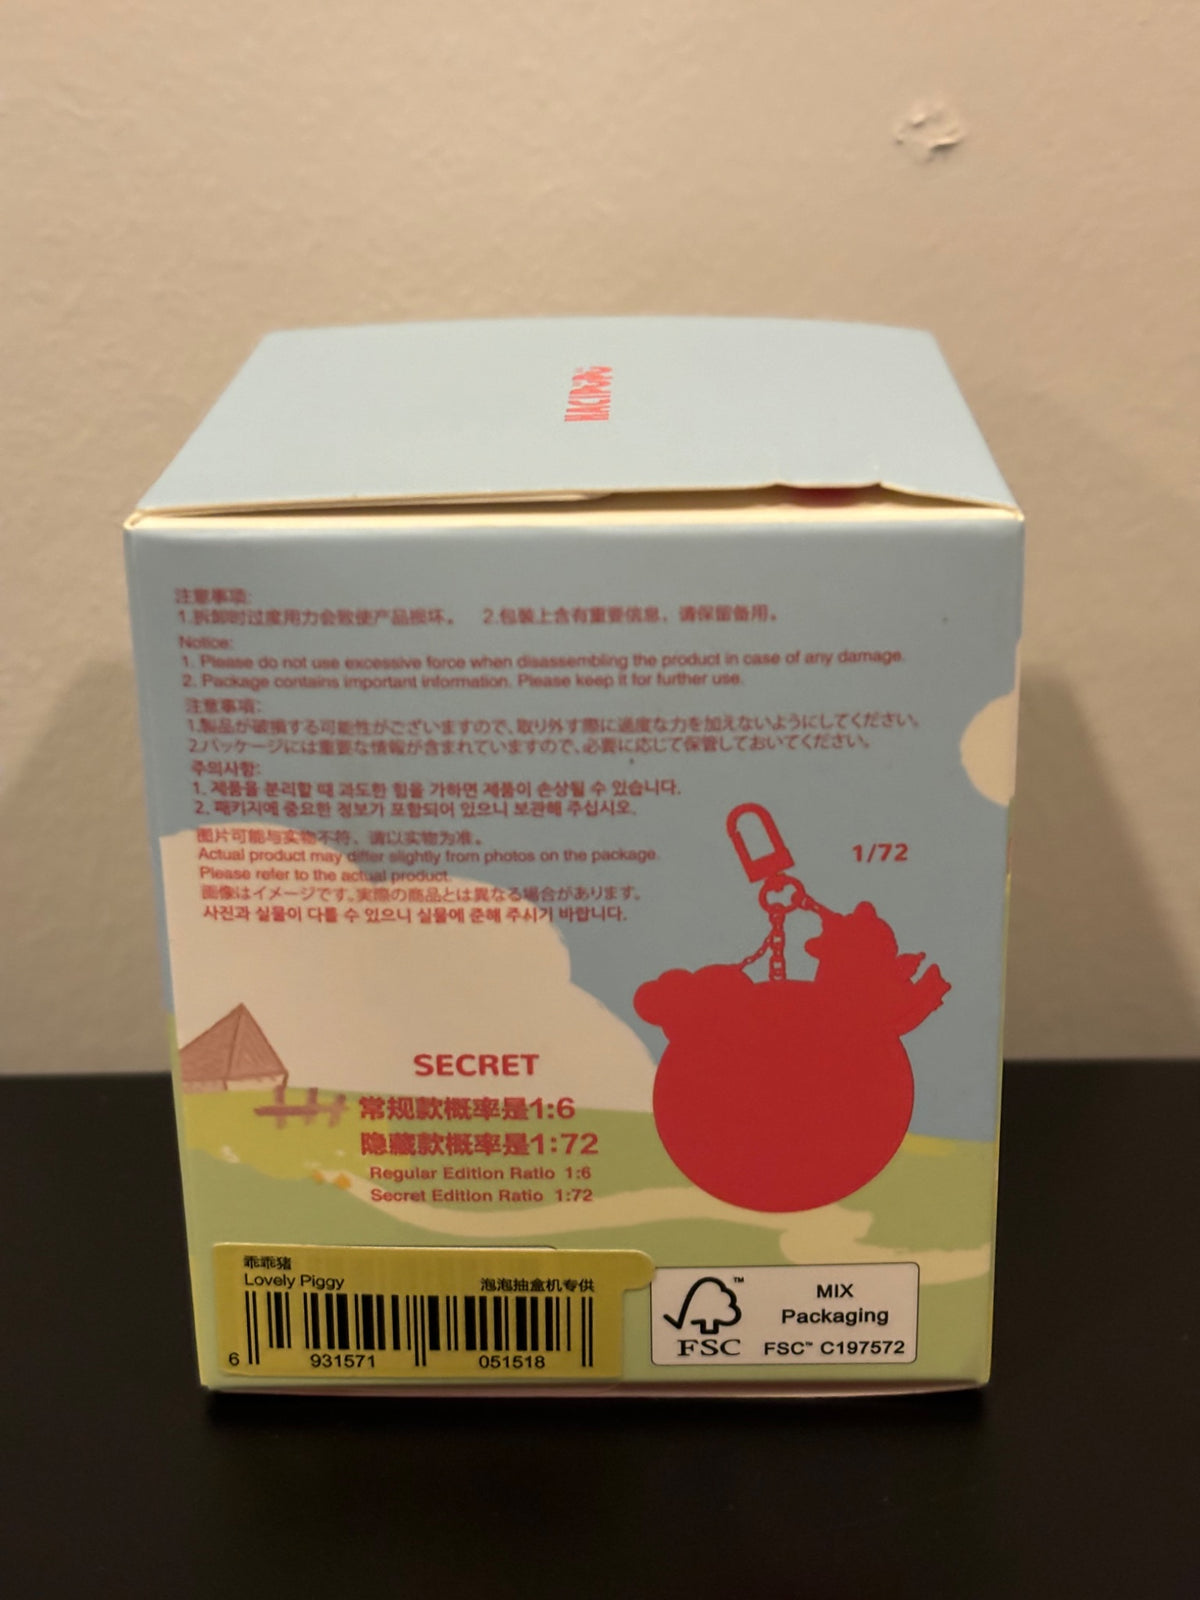 HACIPUPU
注意事项:
1.拆卸时过度用力会致使产品损坏。 2.包装上含有重要信息，请保留备用。
Notice:
1. Please do not use excessive force when disassembling the product in case of any damage.
2. Package contains important information. Please keep it for further use.
注意事項:
1.製品が破損する可能性がございますので、取り外す際に過度な力を加えないようにしてください。
2.パッケージには重要な情報が含まれていますので、必要に応じて保管しておいてください。
주의사항:
1. 제품을 분리할 때 과도한 힘을 가하면 제품이 손상될 수 있습니다.
2. 패키지에 중요한 정보가 포함되어 있으니 보관해 주십시오.
图片可能与实物不符，请以实物为准。
Actual product may differ slightly from photos on the package.
Please refer to the actual product.
画像はイメージです。実際の商品とは異なる場合があります。
사진과 실물이 다를 수 있으니 실물에 준해 주시기 바랍니다.
1/72
SECRET
常规款概率是1:6
隐藏款概率是1:72
Regular Edition Ratio 1:6
Secret Edition Ratio 1:72
乖乖猪
Lovely Piggy 泡泡抽盒机专供
6 931571 051518
FSC™
MIX
Packaging
FSC™ C197572